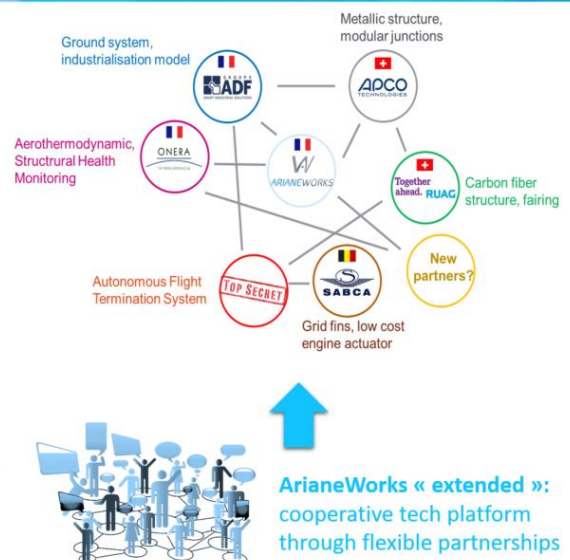 Metallic structure,
modular junctions
Ground system,
industrialisation model
GROUPE
ADF
APCO
TECHNOLOGIES
Aerothermodynamic,
Structrural Health
Monitoring
ONERA
ARIANEWORKS
Together
ahead. RUAG
Carbon fiber
structure, fairing
New
partners?
Autonomous Flight
Termination System
TOP SECRET
SABCA
Grid fins, low cost
engine actuator
ArianeWorks « extended »:
cooperative tech platform
through flexible partnerships